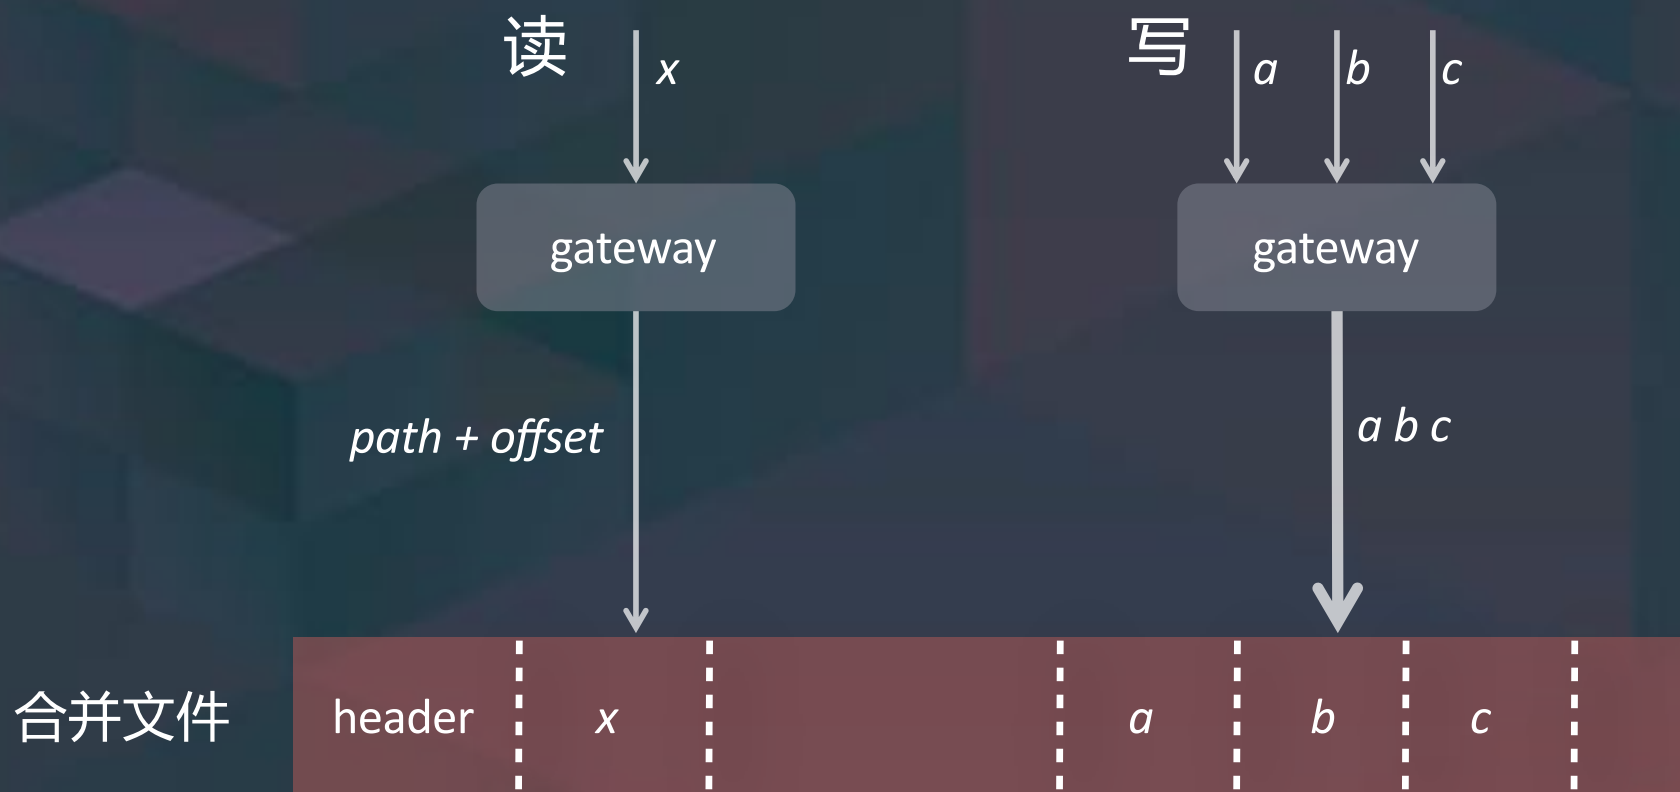 读 x 写 a b c
gateway gateway
path + offset a b c
合并文件 header x a b c